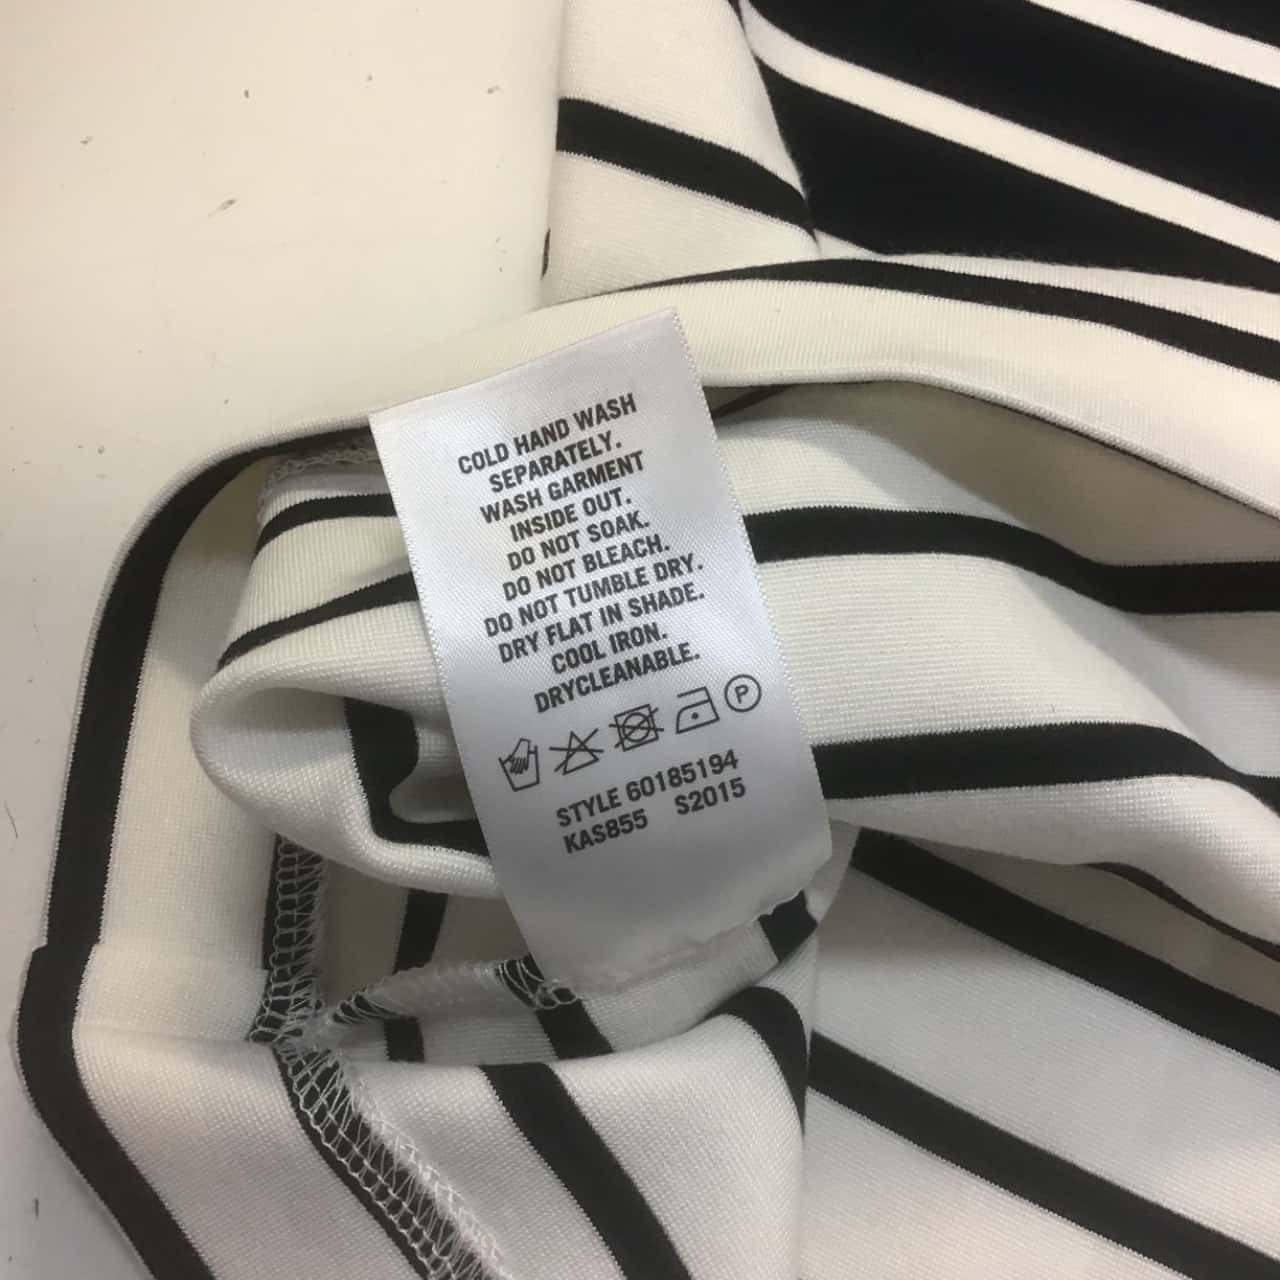 COLD HAND WASH
SEPARATELY.
WASH GARMENT
INSIDE OUT.
DO NOT SOAK.
DO NOT BLEACH.
DO NOT TUMBLE DRY.
DRY FLAT IN SHADE.
COOL IRON.
DRYCLEANABLE.
P
STYLE 60185194
KAS855 S2015